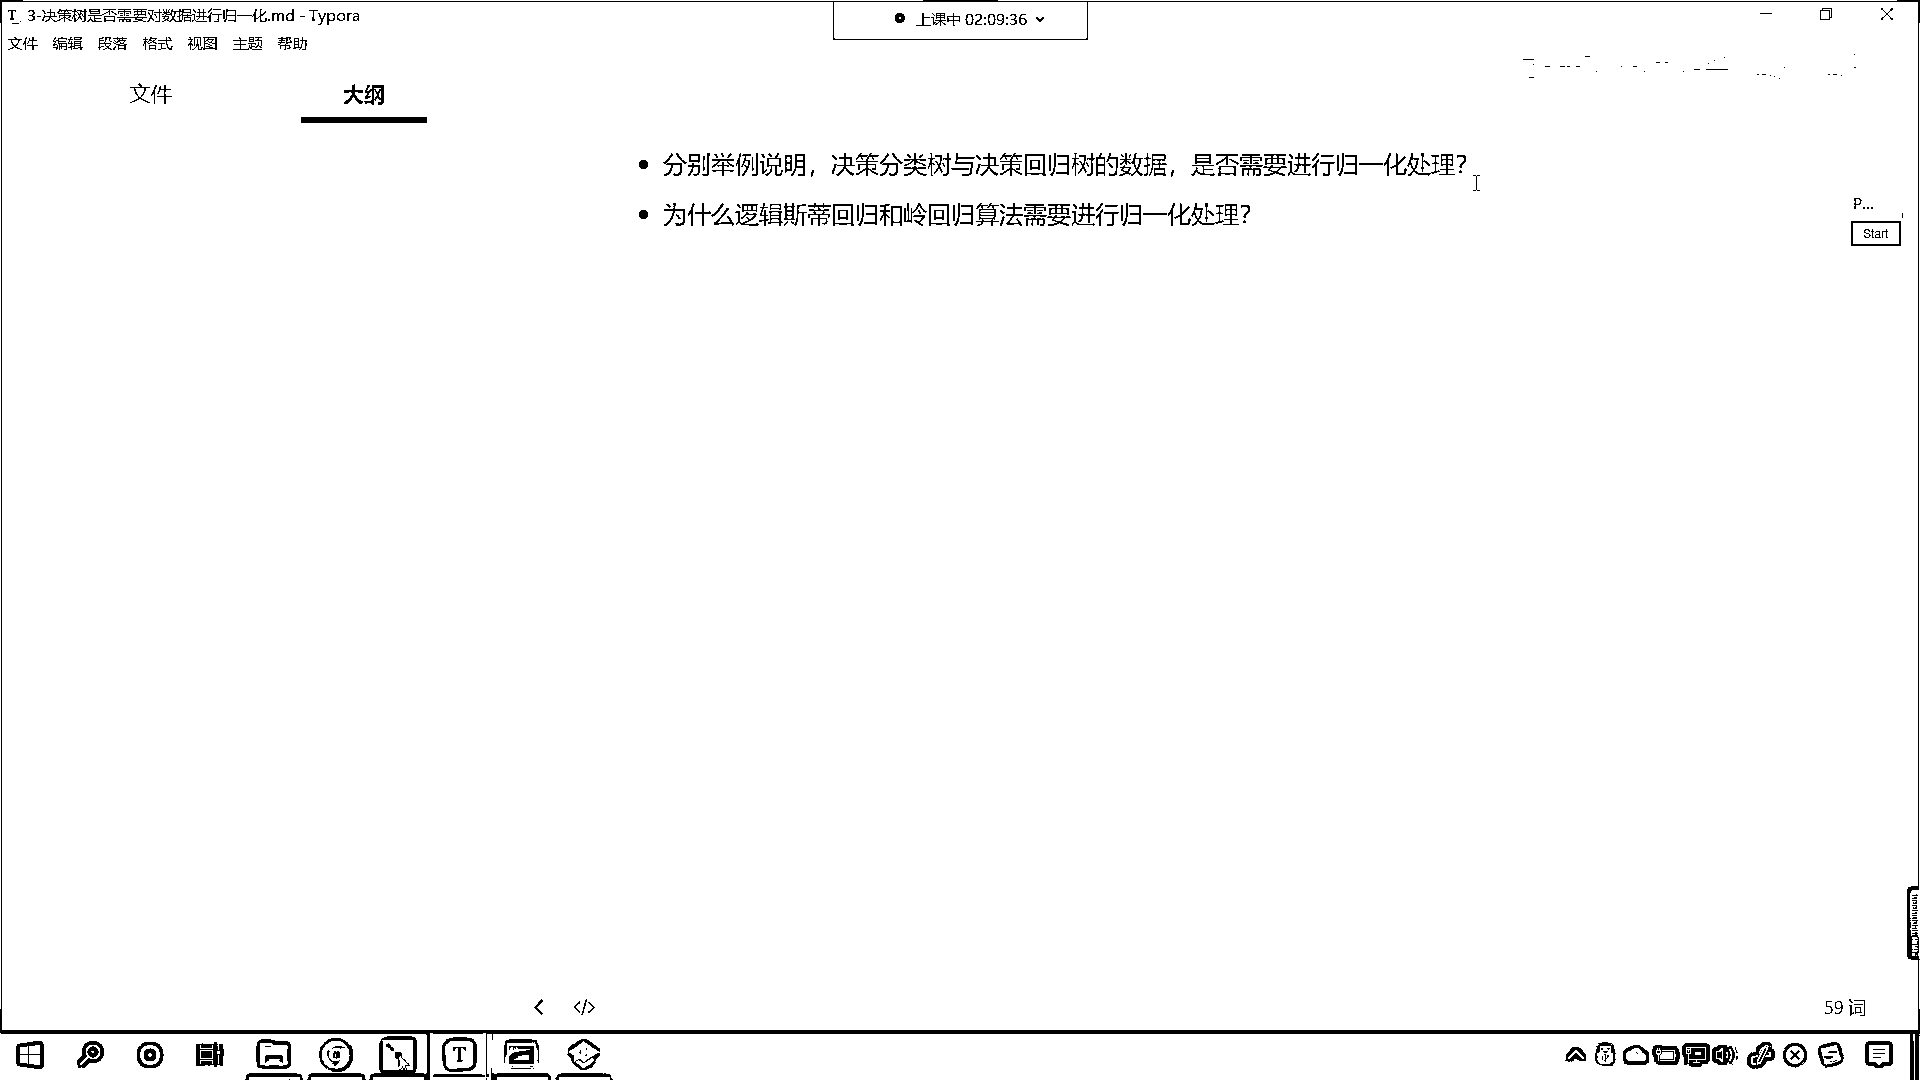 3-决策树是否需要对数据进行归一化.md - Typora
上课中 02:09:36
文件 编辑 段落 格式 视图 主题 帮助
文件 大纲
分别举例说明，决策分类树与决策回归树的数据，是否需要进行归一化处理？
为什么逻辑斯蒂回归和岭回归算法需要进行归一化处理？
P...
Start
59 词